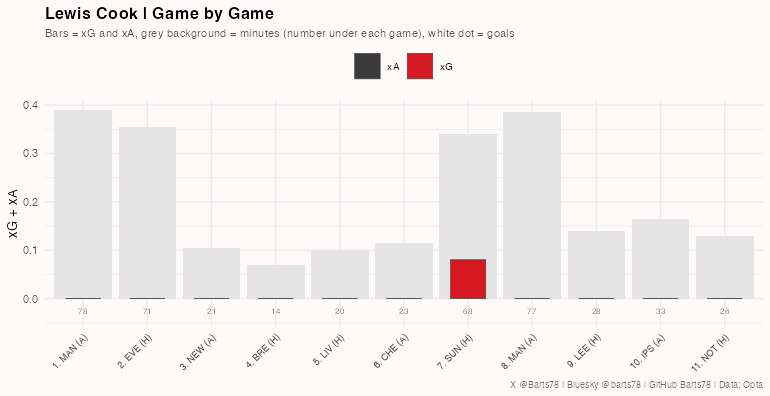 Lewis Cook | Game by Game
Bars = xG and xA, grey background = minutes (number under each game), white dot = goals
xA xG
xG + xA
0.4
0.3
0.2
0.1
0.0
78 71 21 14 20 23 68 77 28 33 26
1. MAN (A) 2. EVE (H) 3. NEW (A) 4. BRE (H) 5. LIV (H) 6. CHE (A) 7. SUN (H) 8. MAN (A) 9. LEE (H) 10. IPS (A) 11. NOT (H)
X @Barts78 | Bluesky @barts78 | GitHub Barts78 | Data: Opta